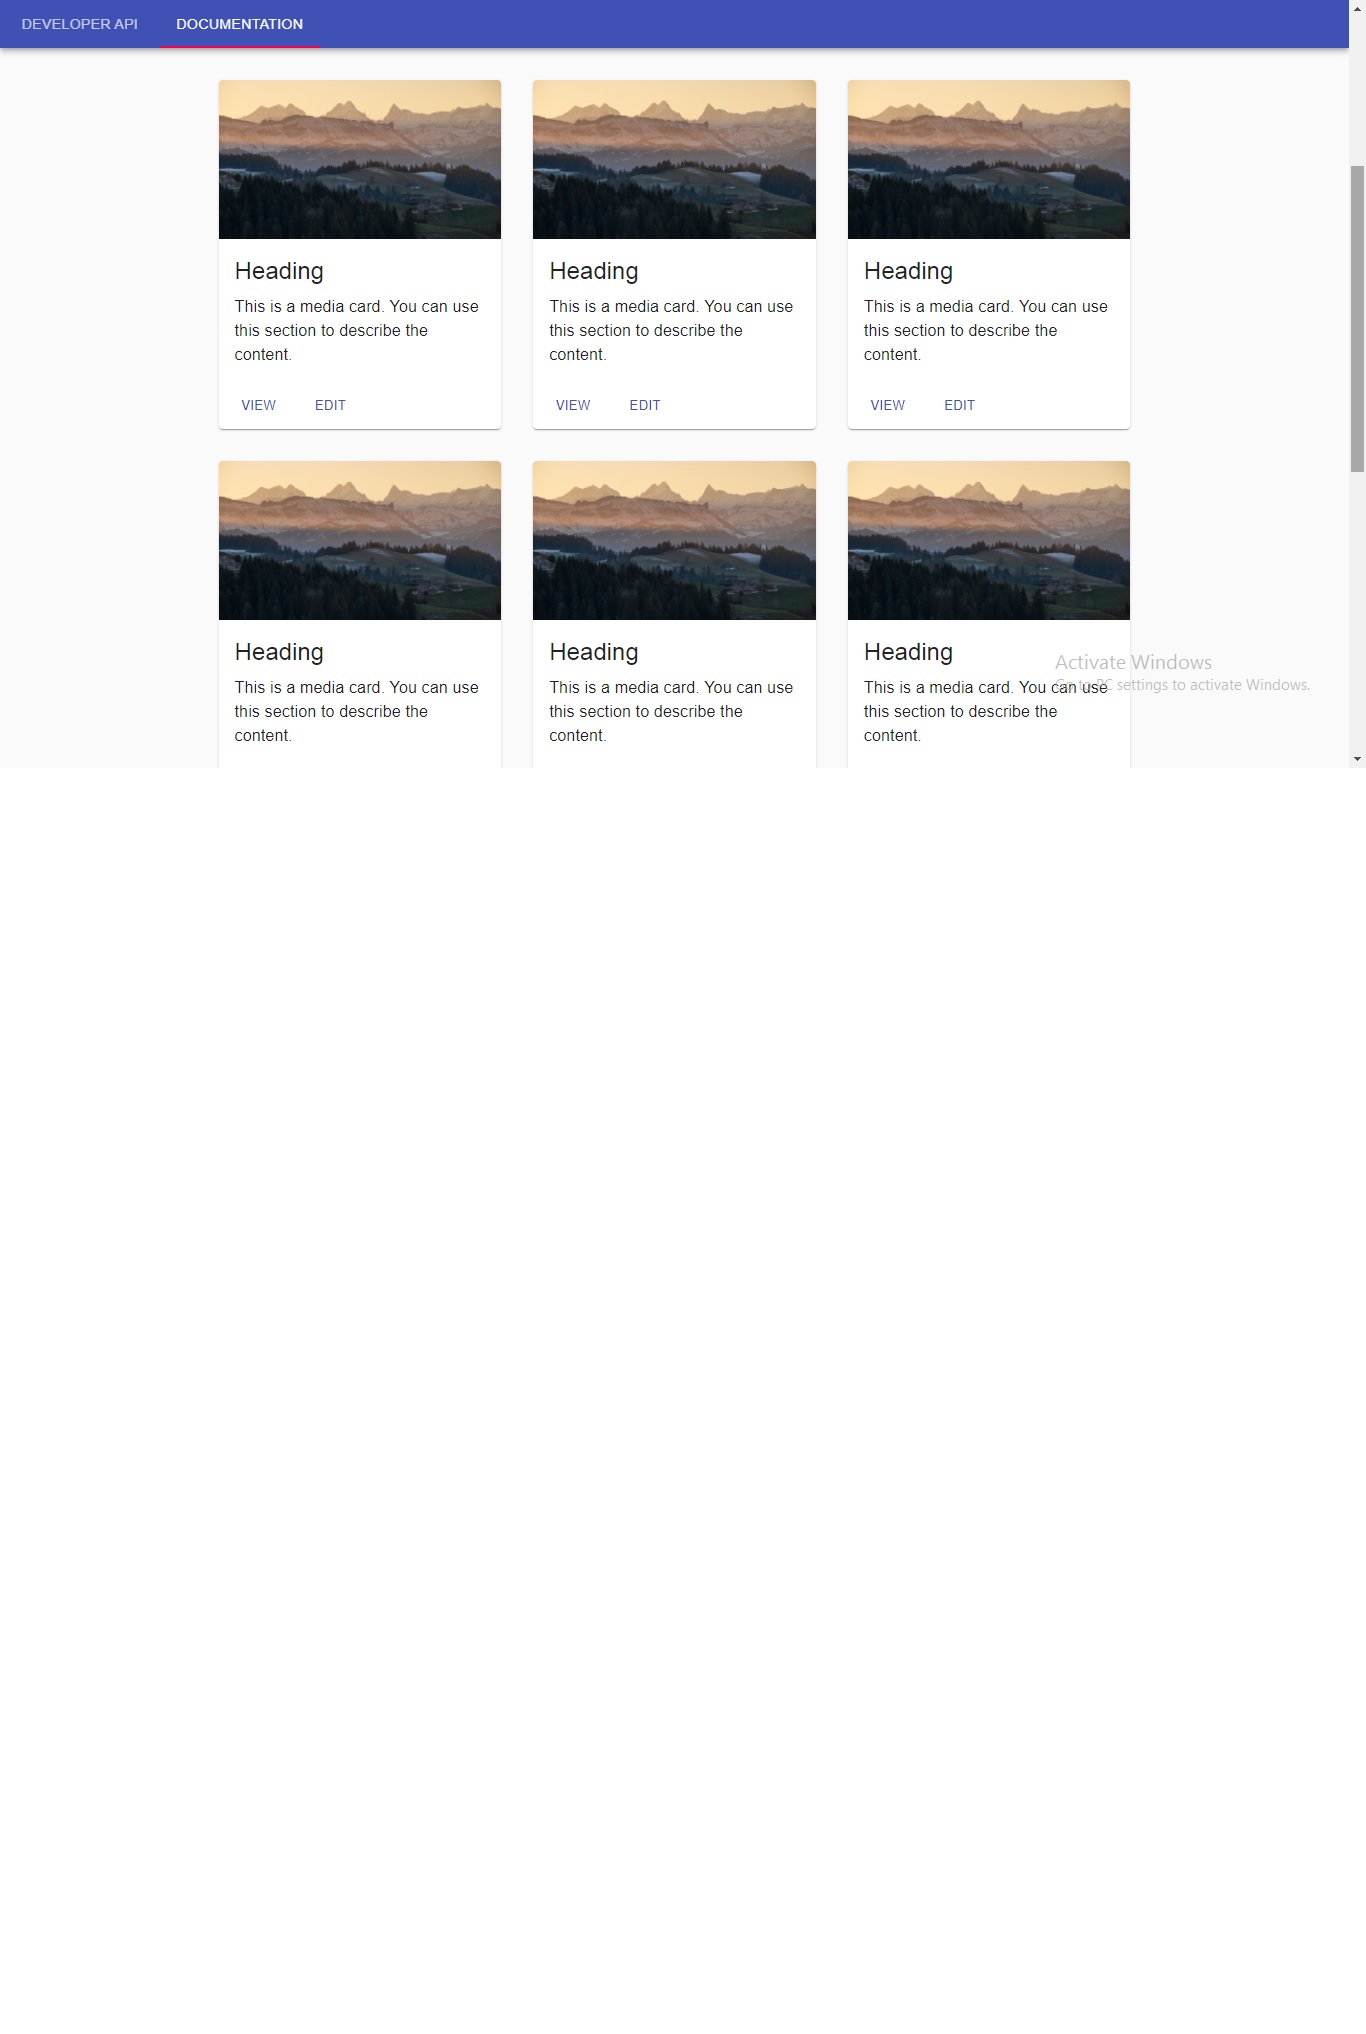 DEVELOPER API
DOCUMENTATION
Heading
This is a media card. You can use
this section to describe the
content.
VIEW
EDIT
Heading
This is a media card. You can use
this section to describe the
content.
VIEW
EDIT
Heading
This is a media card. You can use
this section to describe the
content.
VIEW
EDIT
Heading
This is a media card. You can use
this section to describe the
content.
Heading
This is a media card. You can use
this section to describe the
content.
Heading
This is a media card. You can use
this section to describe the
content.
Activate Windows
Go to PC settings to activate Windows.